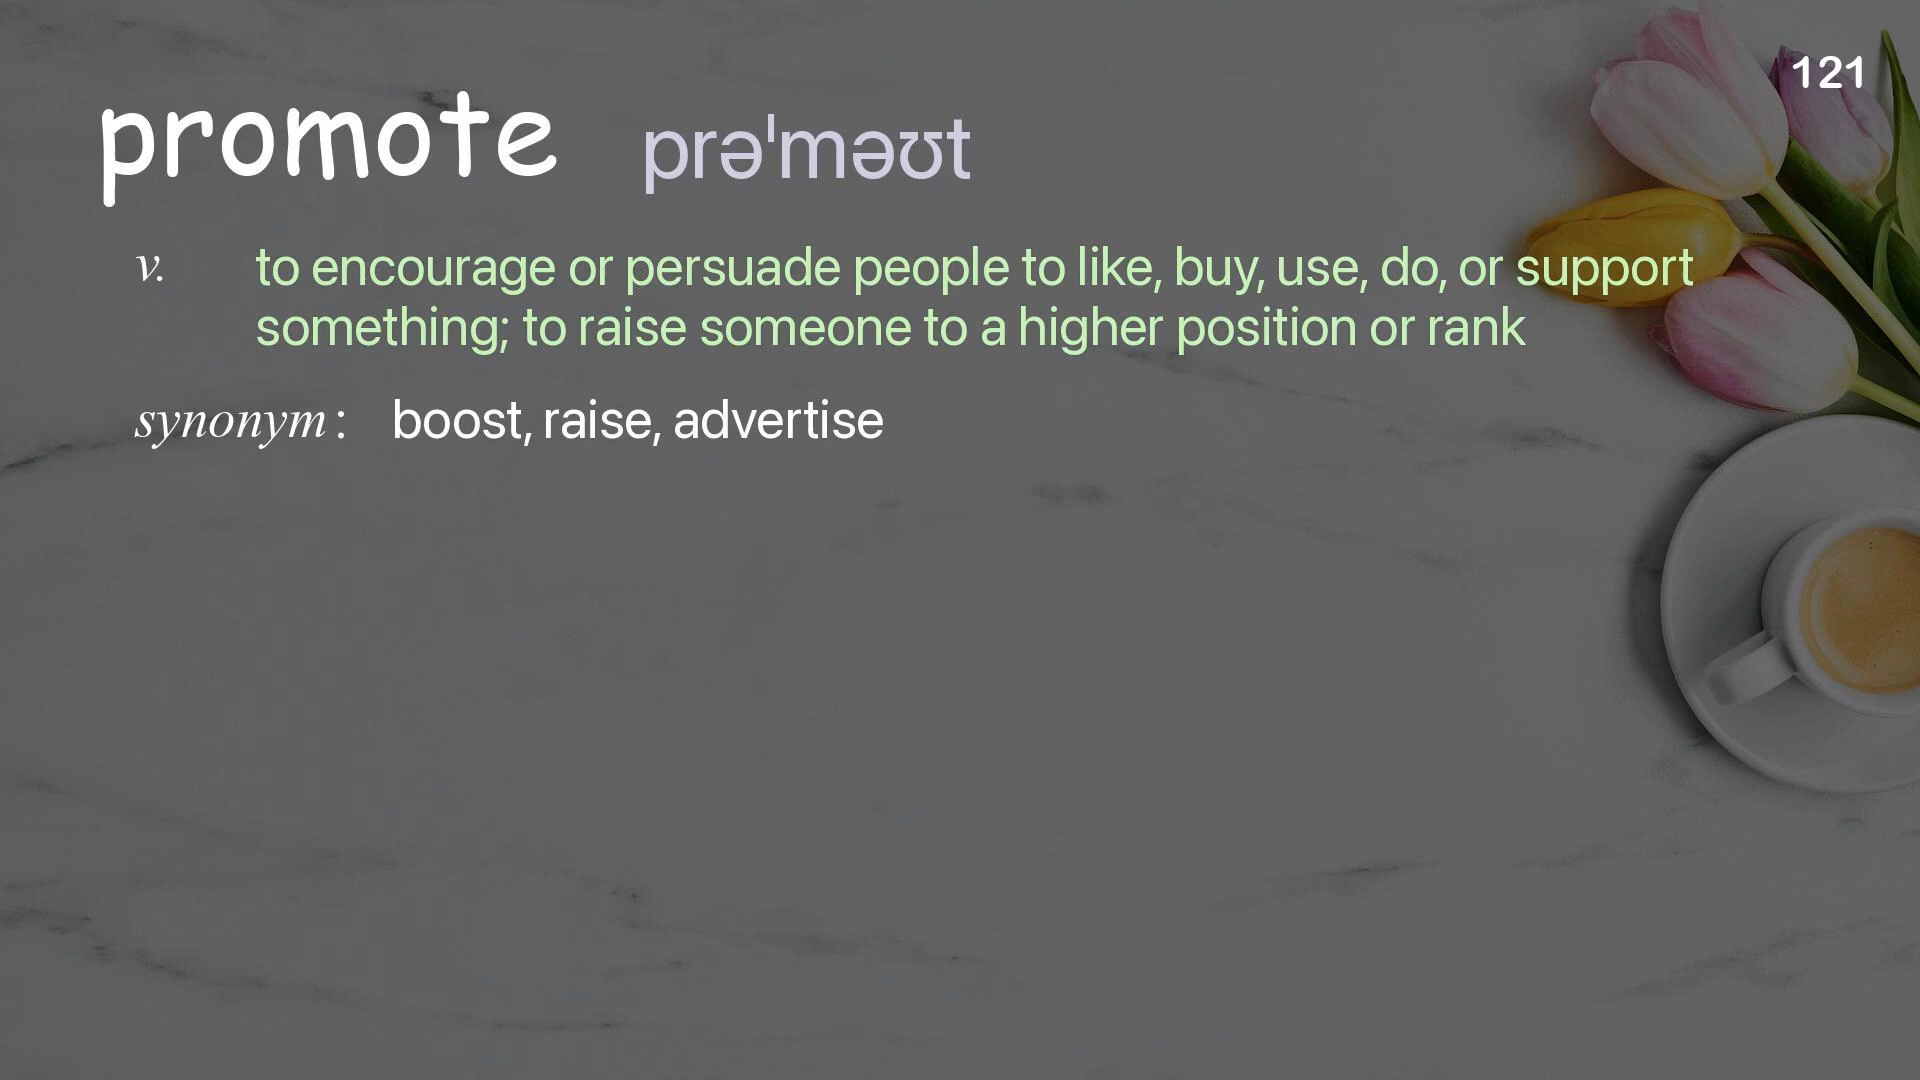 121
promote prəˈməʊt
v. to encourage or persuade people to like, buy, use, do, or support
something; to raise someone to a higher position or rank
synonym : boost, raise, advertise